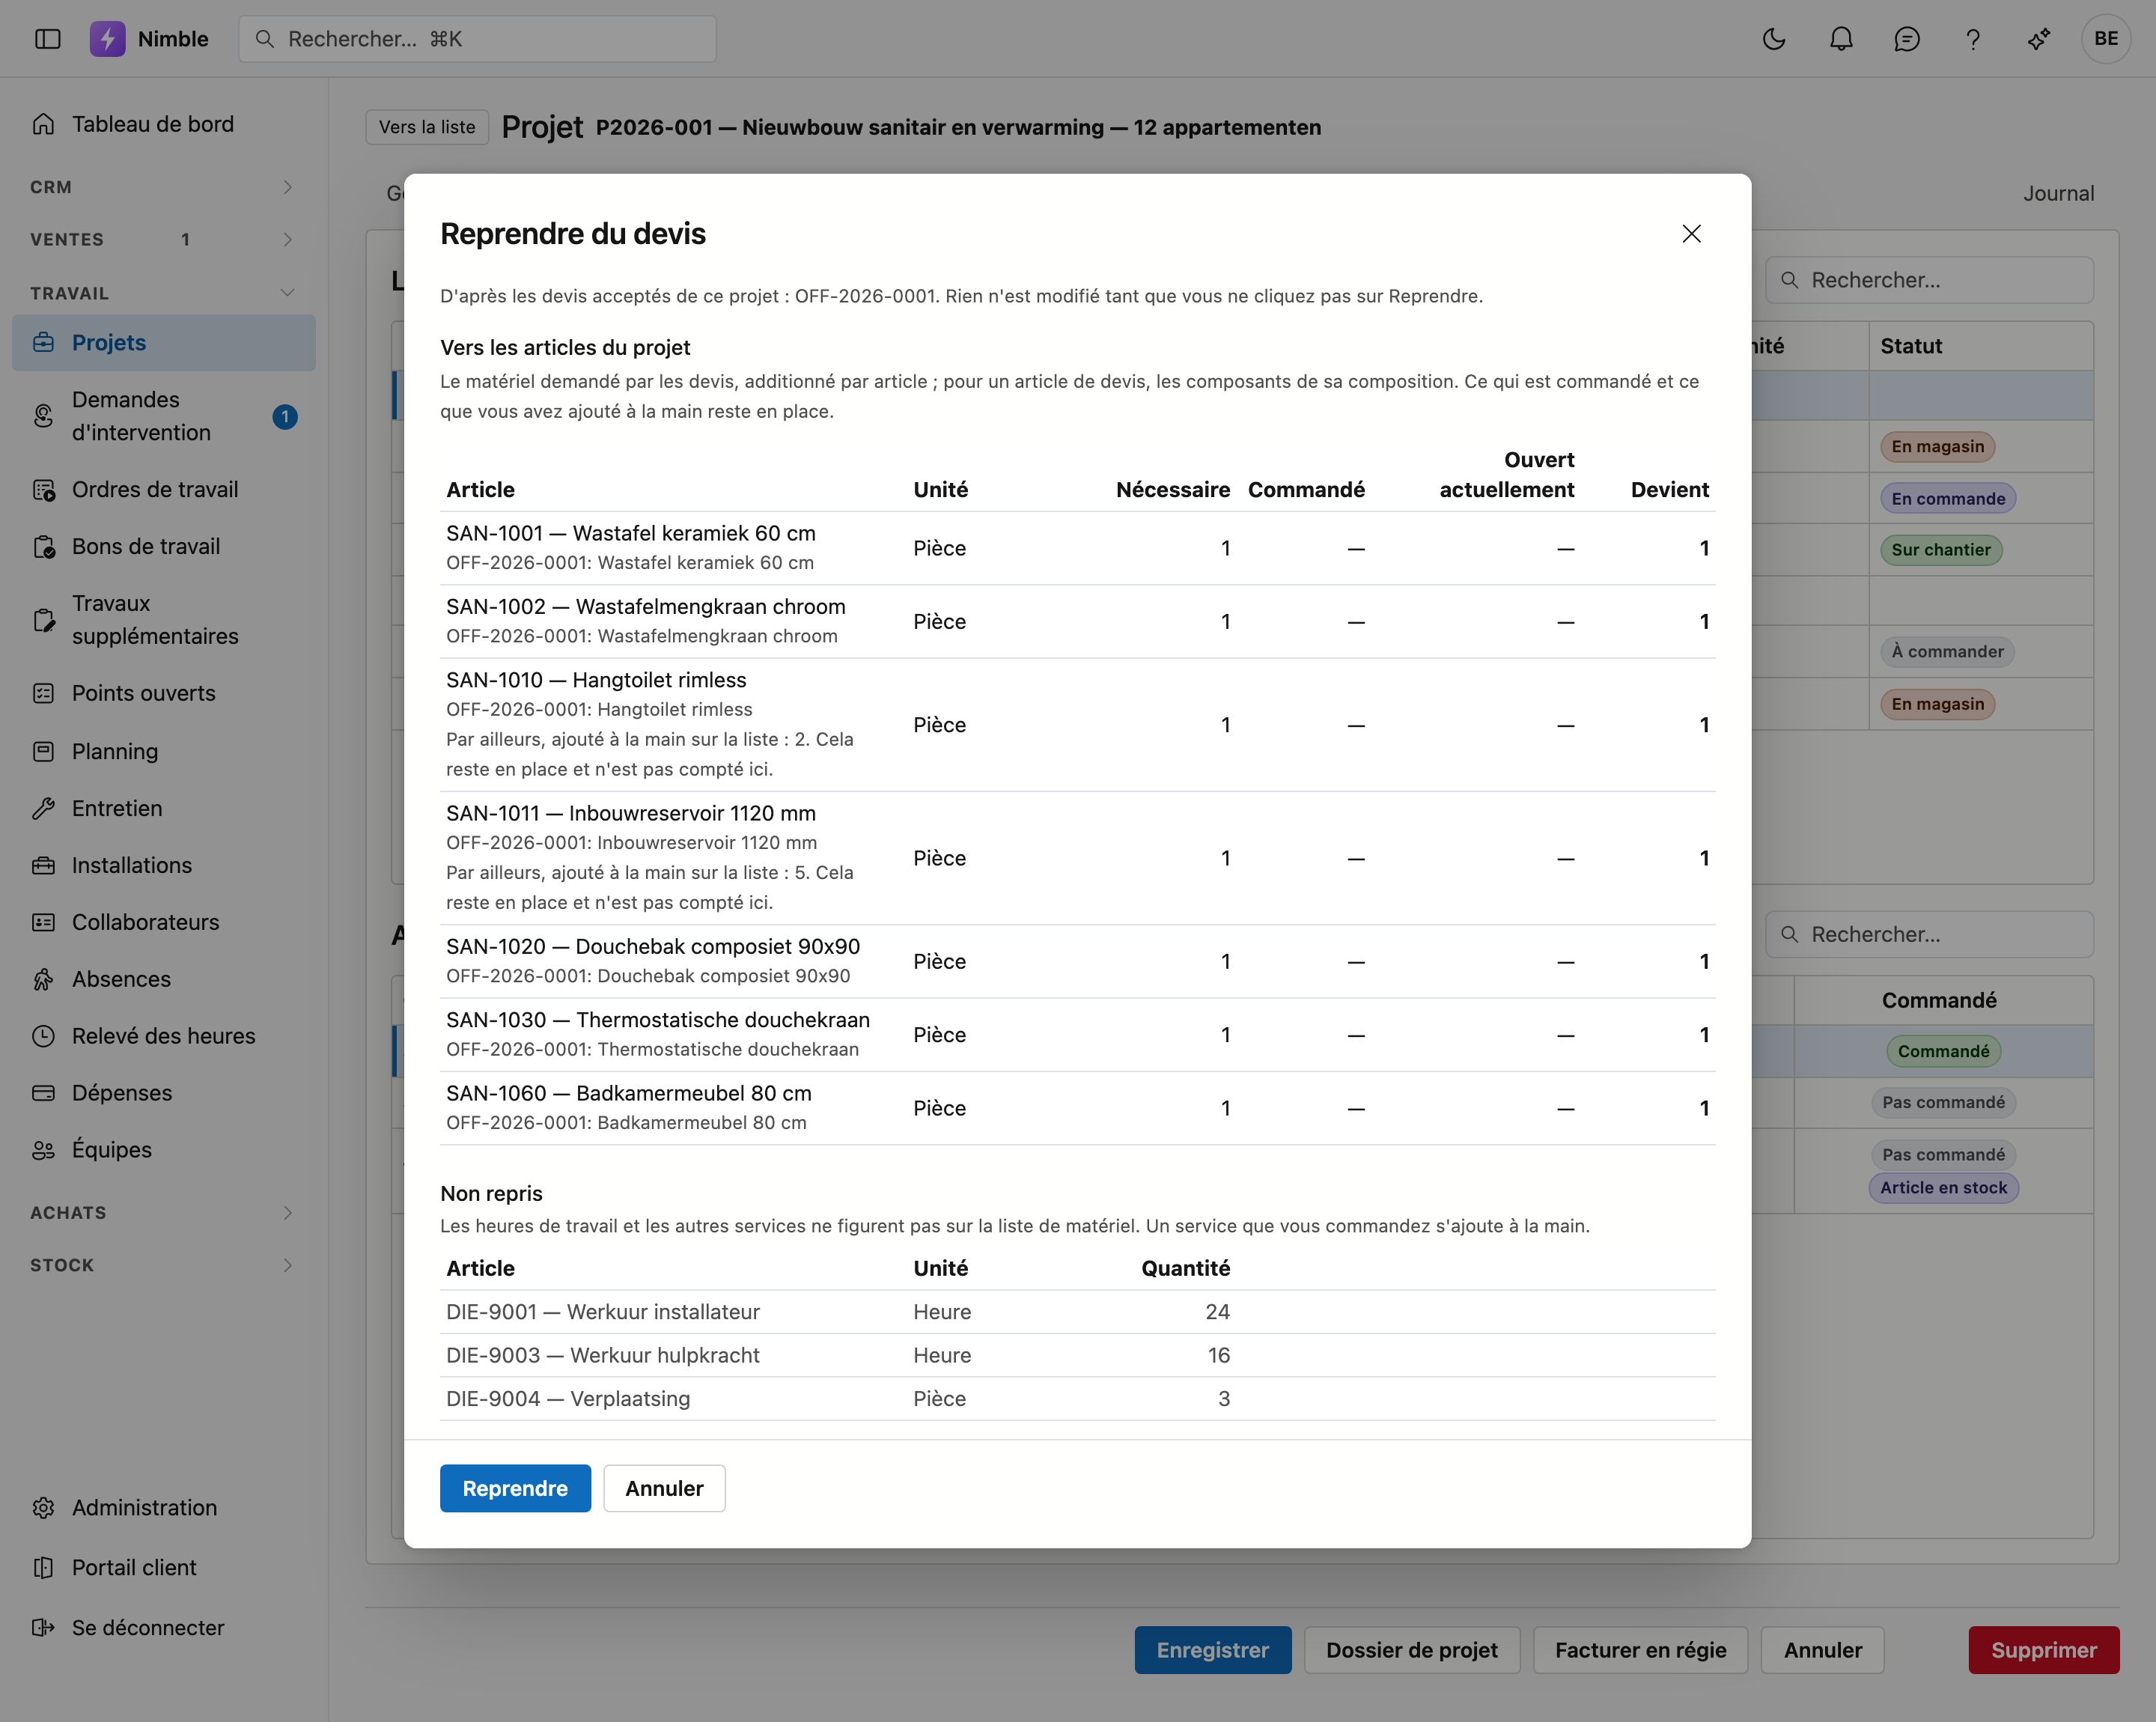 Nimble
Rechercher... ⌘K
BE
Tableau de bord
CRM
VENTES 1
TRAVAIL
Projets
Demandes
d'intervention
1
Ordres de travail
Bons de travail
Travaux
supplémentaires
Points ouverts
Planning
Entretien
Installations
Collaborateurs
Absences
Relevé des heures
Dépenses
Équipes
ACHATS
STOCK
Administration
Portail client
Se déconnecter
Vers la liste
Projet P2026-001 — Nieuwbouw sanitair en verwarming — 12 appartementen
Journal
Rechercher...
Statut
En magasin
En commande
Sur chantier
À commander
En magasin
Rechercher...
Commandé
Commandé
Pas commandé
Pas commandé
Article en stock
Reprendre du devis
D'après les devis acceptés de ce projet : OFF-2026-0001. Rien n'est modifié tant que vous ne cliquez pas sur Reprendre.
Vers les articles du projet
Le matériel demandé par les devis, additionné par article ; pour un article de devis, les composants de sa composition. Ce qui est commandé et ce
que vous avez ajouté à la main reste en place.
Article Unité Nécessaire Commandé Ouvert actuellement Devient
SAN-1001 — Wastafel keramiek 60 cm
OFF-2026-0001: Wastafel keramiek 60 cm
Pièce 1 — — 1
SAN-1002 — Wastafelmengkraan chroom
OFF-2026-0001: Wastafelmengkraan chroom
Pièce 1 — — 1
SAN-1010 — Hangtoilet rimless
OFF-2026-0001: Hangtoilet rimless
Par ailleurs, ajouté à la main sur la liste : 2. Cela
reste en place et n'est pas compté ici.
Pièce 1 — — 1
SAN-1011 — Inbouwreservoir 1120 mm
OFF-2026-0001: Inbouwreservoir 1120 mm
Par ailleurs, ajouté à la main sur la liste : 5. Cela
reste en place et n'est pas compté ici.
Pièce 1 — — 1
SAN-1020 — Douchebak composiet 90x90
OFF-2026-0001: Douchebak composiet 90x90
Pièce 1 — — 1
SAN-1030 — Thermostatische douchekraan
OFF-2026-0001: Thermostatische douchekraan
Pièce 1 — — 1
SAN-1060 — Badkamermeubel 80 cm
OFF-2026-0001: Badkamermeubel 80 cm
Pièce 1 — — 1
Non repris
Les heures de travail et les autres services ne figurent pas sur la liste de matériel. Un service que vous commandez s'ajoute à la main.
Article Unité Quantité
DIE-9001 — Werkuur installateur Heure 24
DIE-9003 — Werkuur hulpkracht Heure 16
DIE-9004 — Verplaatsing Pièce 3
Reprendre
Annuler
Enregistrer
Dossier de projet
Facturer en régie
Annuler
Supprimer